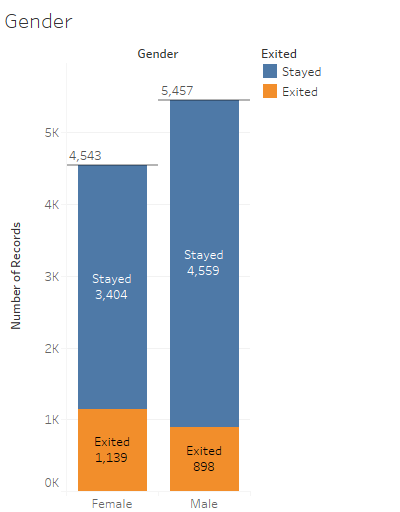 Gender
Gender
Exited
Stayed
Exited
5,457
4,543
5K
4K
3K
2K
1K
0K
Number of Records
Stayed
3,404
Stayed
4,559
Exited
1,139
Exited
898
Female
Male